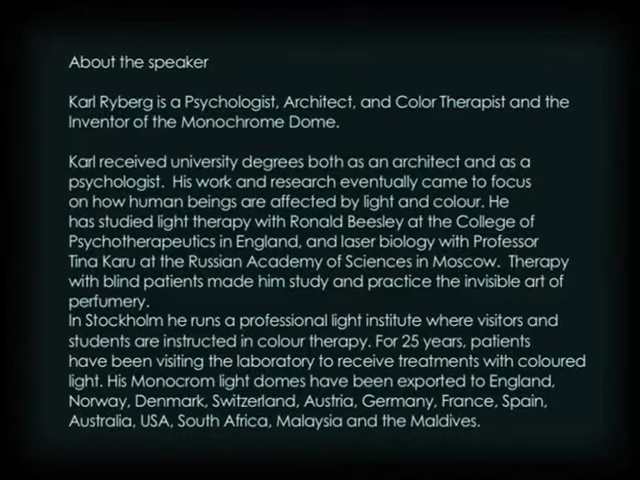 About the speaker
Karl Ryberg is a Psychologist, Architect, and Color Therapist and the
Inventor of the Monochrome Dome.
Karl received university degrees both as an architect and as a
psychologist.  His work and research eventually came to focus
on how human beings are affected by light and colour. He
has studied light therapy with Ronald Beesley at the College of
Psychotherapeutics in England, and laser biology with Professor
Tina Karu at the Russian Academy of Sciences in Moscow.  Therapy
with blind patients made him study and practice the invisible art of
perfumery.
In Stockholm he runs a professional light institute where visitors and
students are instructed in colour therapy. For 25 years, patients
have been visiting the laboratory to receive treatments with coloured
light. His Monocrom light domes have been exported to England,
Norway, Denmark, Switzerland, Austria, Germany, France, Spain,
Australia, USA, South Africa, Malaysia and the Maldives.